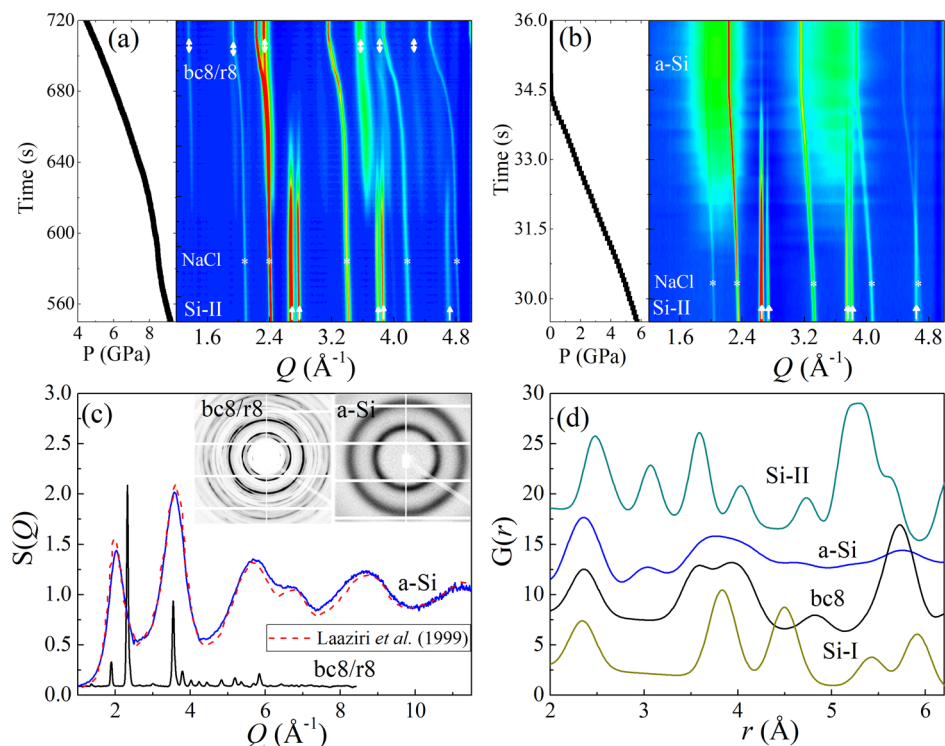 (a)
bc8/r8
NaCl
Si-II
720
680
640
600
560
Time (s)
4 6 8
P (GPa)
2.4 3.2 4.0 4.8
Q (Å⁻¹)
(b)
a-Si
NaCl
Si-II
36.0
34.5
33.0
31.5
30.0
Time (s)
0 2 4 6
P (GPa)
2.4 3.2 4.0 4.8
Q (Å⁻¹)
(c)
bc8/r8
a-Si
3.0
2.5
2.0
1.5
1.0
0.5
0.0
S(Q)
a-Si
Laaziri et al. (1999)
bc8/r8
2 4 6 8 10
Q (Å⁻¹)
(d)
30
25
20
15
10
5
0
G(r)
Si-II
a-Si
bc8
Si-I
2 3 4 5 6
r (Å)